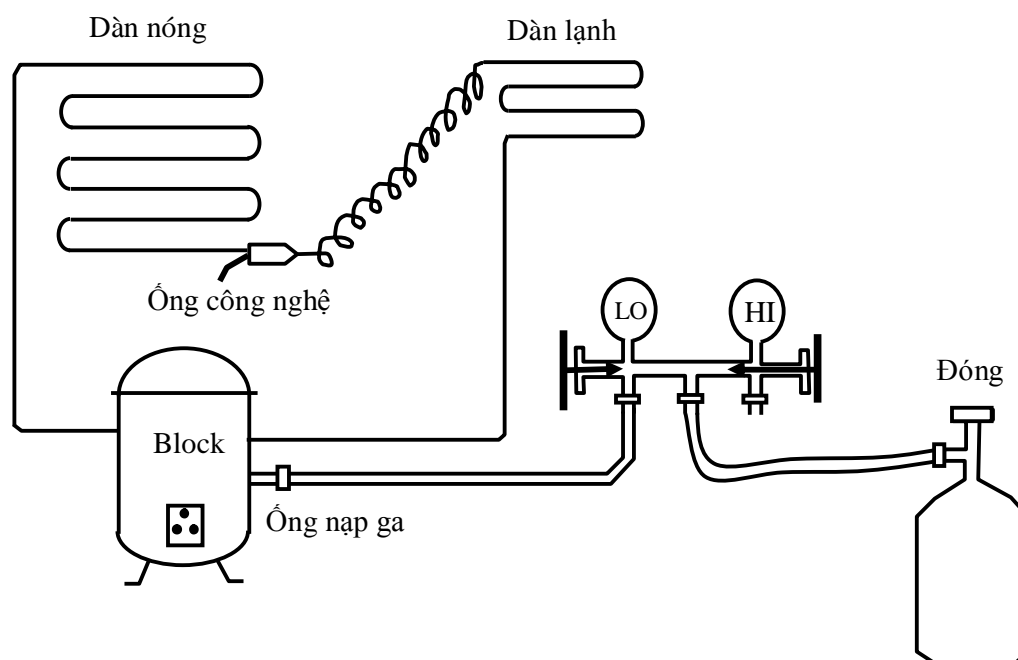 Dàn nóng
Dàn lạnh
Ống công nghệ
LO
HI
Đóng
Block
Ống nạp ga